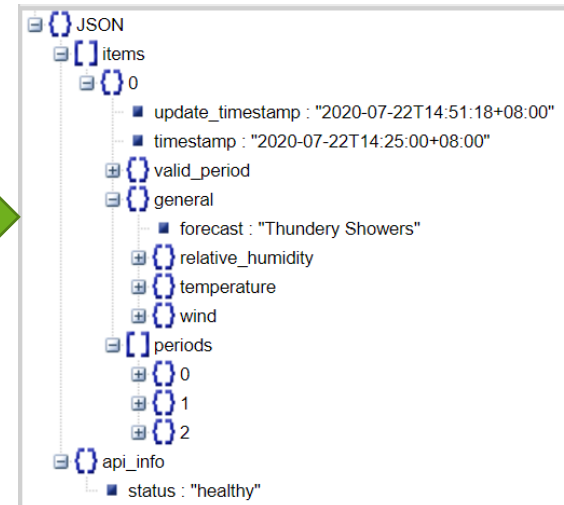 JSON
items
0
update_timestamp : "2020-07-22T14:51:18+08:00"
timestamp : "2020-07-22T14:25:00+08:00"
valid_period
general
forecast : "Thundery Showers"
relative_humidity
temperature
wind
periods
0
1
2
api_info
status : "healthy"